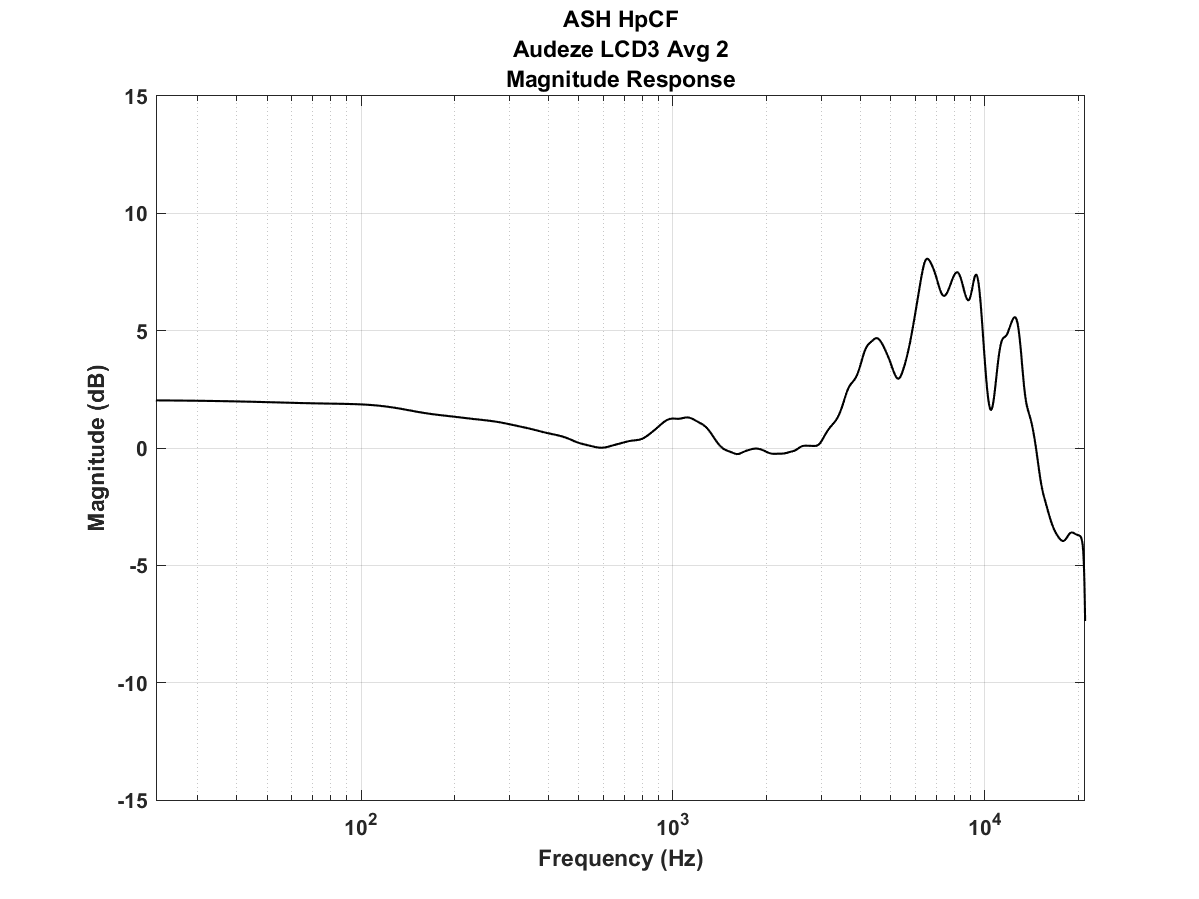 ASH HpCF
Audeze LCD3 Avg 2
Magnitude Response
15
10
5
0
-5
-10
-15
Magnitude (dB)
10² 10³ 10⁴
Frequency (Hz)